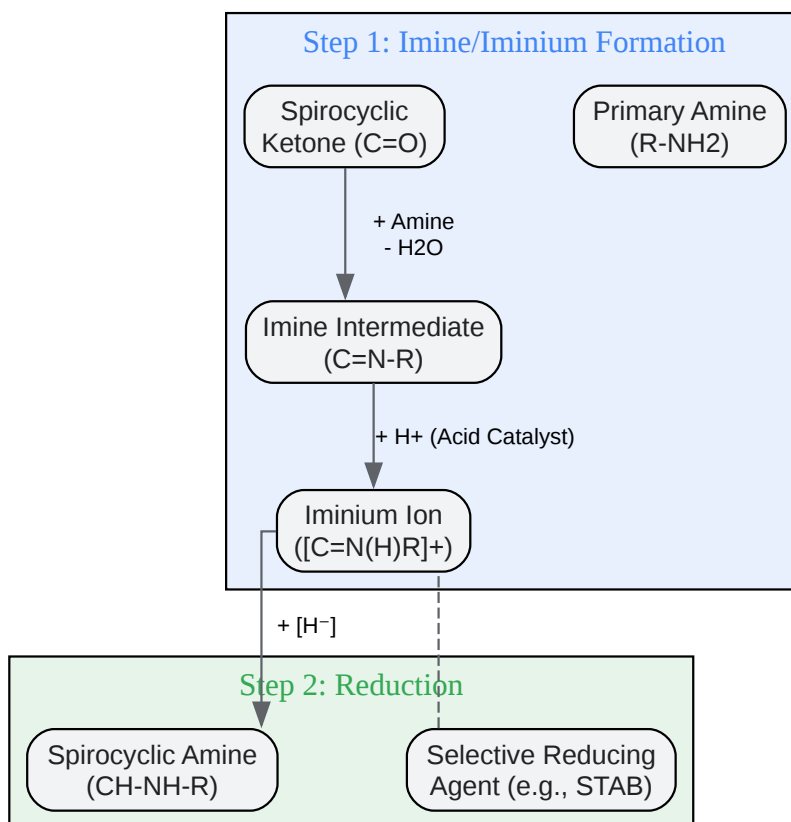 Step 1: Imine/Iminium Formation
Spirocyclic
Ketone (C=O)
Primary Amine
(R-NH2)
+ Amine
- H2O
Imine Intermediate
(C=N-R)
+ H+ (Acid Catalyst)
Iminium Ion
([C=N(H)R]+)
+ [H⁻]
Step 2: Reduction
Spirocyclic Amine
(CH-NH-R)
Selective Reducing
Agent (e.g., STAB)